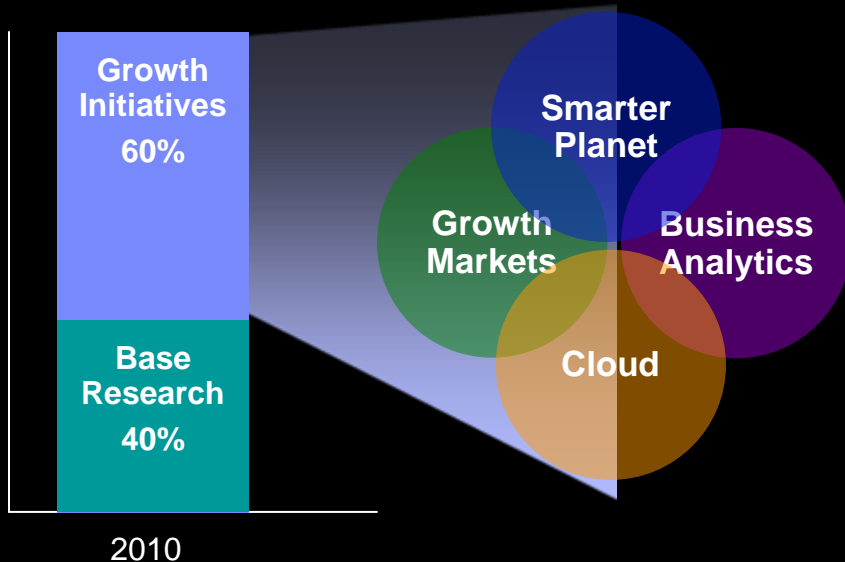 Growth
Initiatives
60%
Base
Research
40%
2010
Smarter
Planet
Growth
Markets
Business
Analytics
Cloud